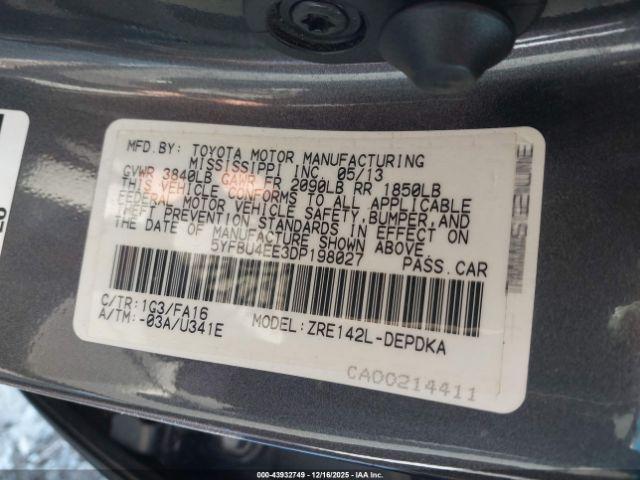 MFD.BY: TOYOTA MOTOR MANUFACTURING
MISSISSIPPI INC. 05/13
GVWR 3840LB GAWR FR 2090LB RR 1850LB
THIS VEHICLE CONFORMS TO ALL APPLICABLE
FEDERAL MOTOR VEHICLE SAFETY,BUMPER,AND
THEFT PREVENTION STANDARDS IN EFFECT ON
THE DATE OF MANUFACTURE SHOWN ABOVE.
5YFBU4EE3DP198027 PASS.CAR
C/TR:1G3/FA16
A/TM:-03A/U341E MODEL:ZRE142L-DEPDKA
CA00214411
© IAA - 43932749 - 12/16/2025 - IAAI.COM